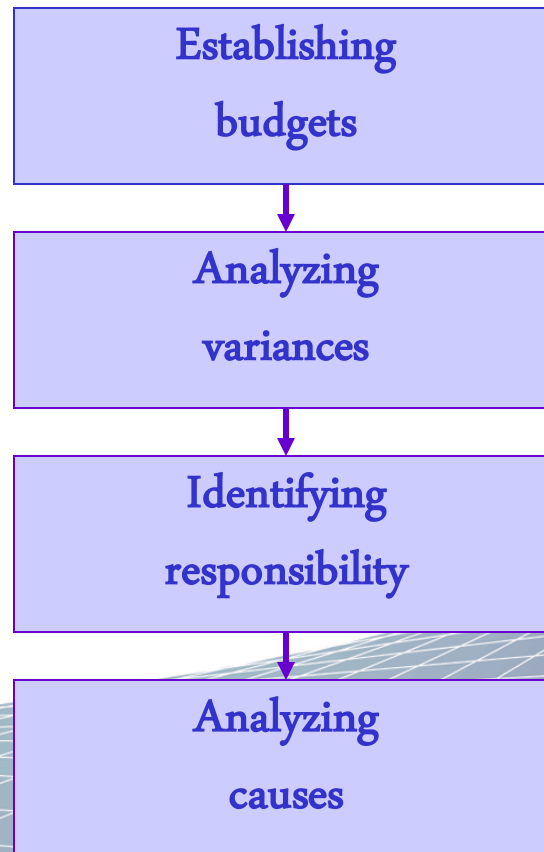 Establishing
budgets
Analyzing
variances
Identifying
responsibility
Analyzing
causes